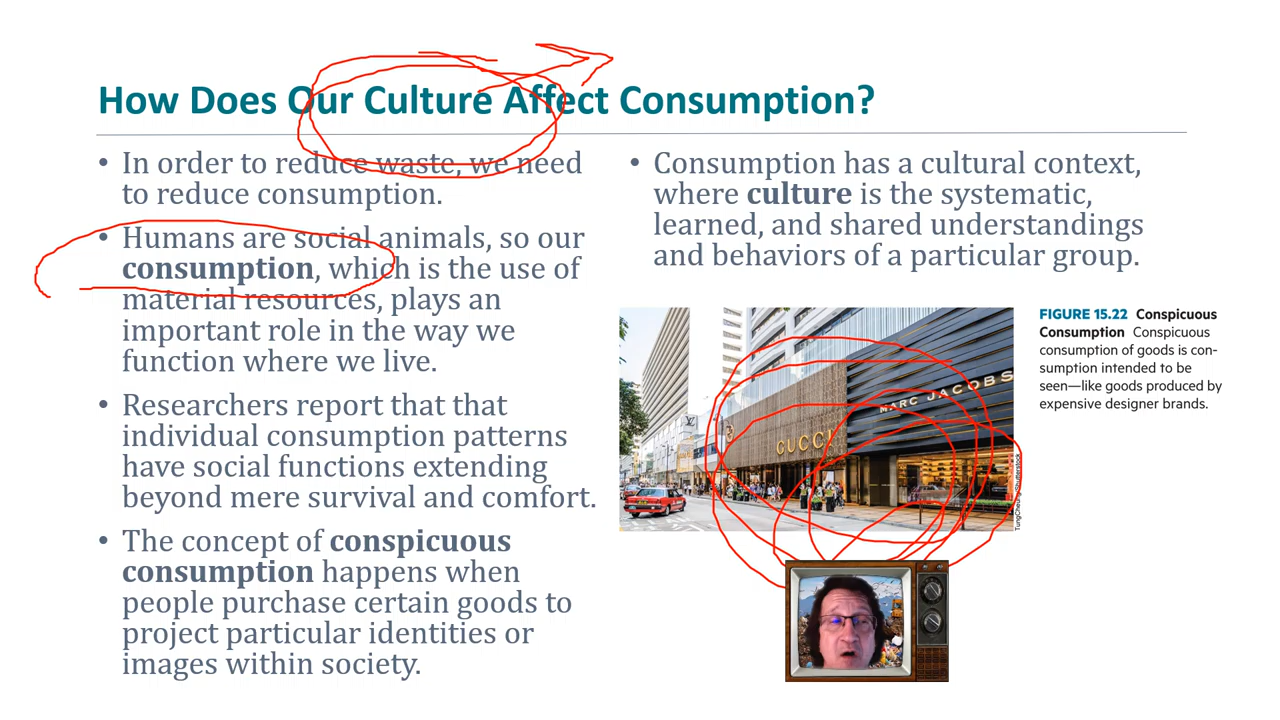 How Does Our Culture Affect Consumption?
• In order to reduce waste, we need
to reduce consumption.
• Humans are social animals, so our
consumption, which is the use of
material resources, plays an
important role in the way we
function where we live.
• Researchers report that that
individual consumption patterns
have social functions extending
beyond mere survival and comfort.
• The concept of conspicuous
consumption happens when
people purchase certain goods to
project particular identities or
images within society.
• Consumption has a cultural context,
where culture is the systematic,
learned, and shared understandings
and behaviors of a particular group.
GUCCI
MARC JACOBS
FIGURE 15.22 Conspicuous
Consumption Conspicuous
consumption of goods is con-
sumption intended to be
seen—like goods produced by
expensive designer brands.